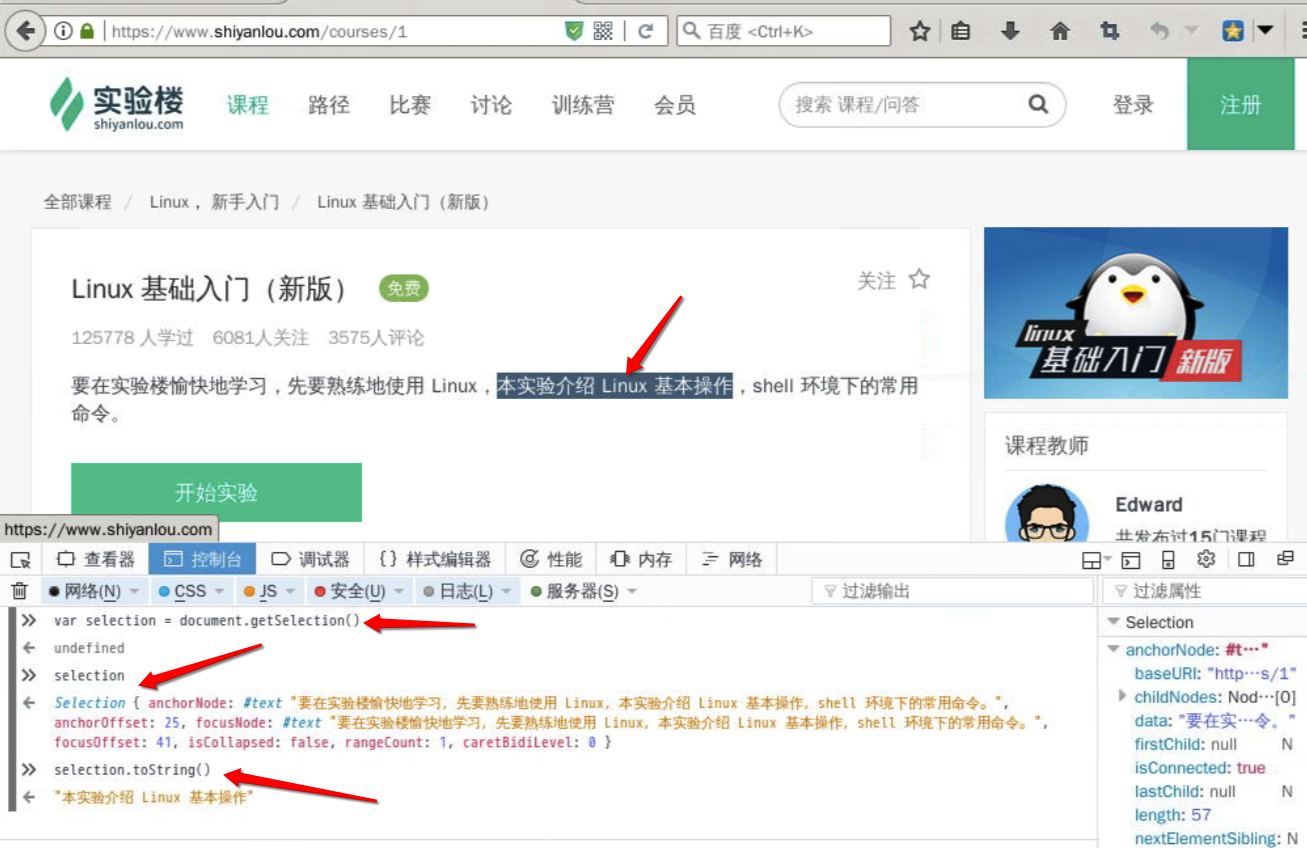 https://www.shiyanlou.com/courses/1
百度 <Ctrl+K>
实验楼
shiyanlou.com
课程 路径 比赛 讨论 训练营 会员
搜索 课程/问答
登录
注册
全部课程 / Linux , 新手入门 / Linux 基础入门（新版）
Linux 基础入门（新版） 免费
关注
125778 人学过 6081人关注 3575人评论
要在实验楼愉快地学习，先要熟练地使用 Linux，本实验介绍 Linux 基本操作，shell 环境下的常用
命令。
开始实验
linux
基础入门 新版
课程教师
Edward
共发布过15门课程
https://www.shiyanlou.com
查看器 控制台 调试器 {} 样式编辑器 性能 内存 网络
网络(N) CSS JS 安全(U) 日志(L) 服务器(S) 过滤输出
过滤属性
var selection = document.getSelection()
undefined
selection
Selection { anchorNode: #text "要在实验楼愉快地学习，先要熟练地使用 Linux，本实验介绍 Linux 基本操作，shell 环境下的常用命令。",
anchorOffset: 25, focusNode: #text "要在实验楼愉快地学习，先要熟练地使用 Linux，本实验介绍 Linux 基本操作，shell 环境下的常用命令。",
focusOffset: 41, isCollapsed: false, rangeCount: 1, caretBidiLevel: 0 }
selection.toString()
"本实验介绍 Linux 基本操作"
Selection
anchorNode: #t…"
baseURI: "http…s/1"
childNodes: Nod…[0]
data: "要在实…令。"
firstChild: null N
isConnected: true
lastChild: null N
length: 57
nextElementSibling: N